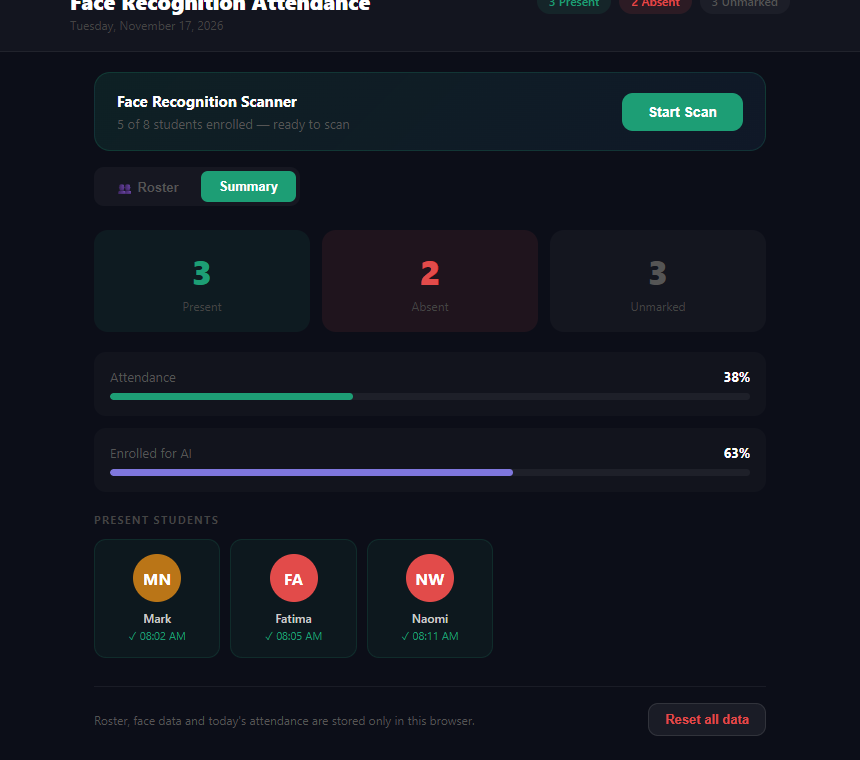 Face Recognition Attendance
Tuesday, November 17, 2026
3 Present
2 Absent
3 Unmarked
Face Recognition Scanner
5 of 8 students enrolled — ready to scan
Start Scan
Roster
Summary
3
Present
2
Absent
3
Unmarked
Attendance
38%
Enrolled for AI
63%
PRESENT STUDENTS
MN
Mark
✓ 08:02 AM
FA
Fatima
✓ 08:05 AM
NW
Naomi
✓ 08:11 AM
Roster, face data and today's attendance are stored only in this browser.
Reset all data